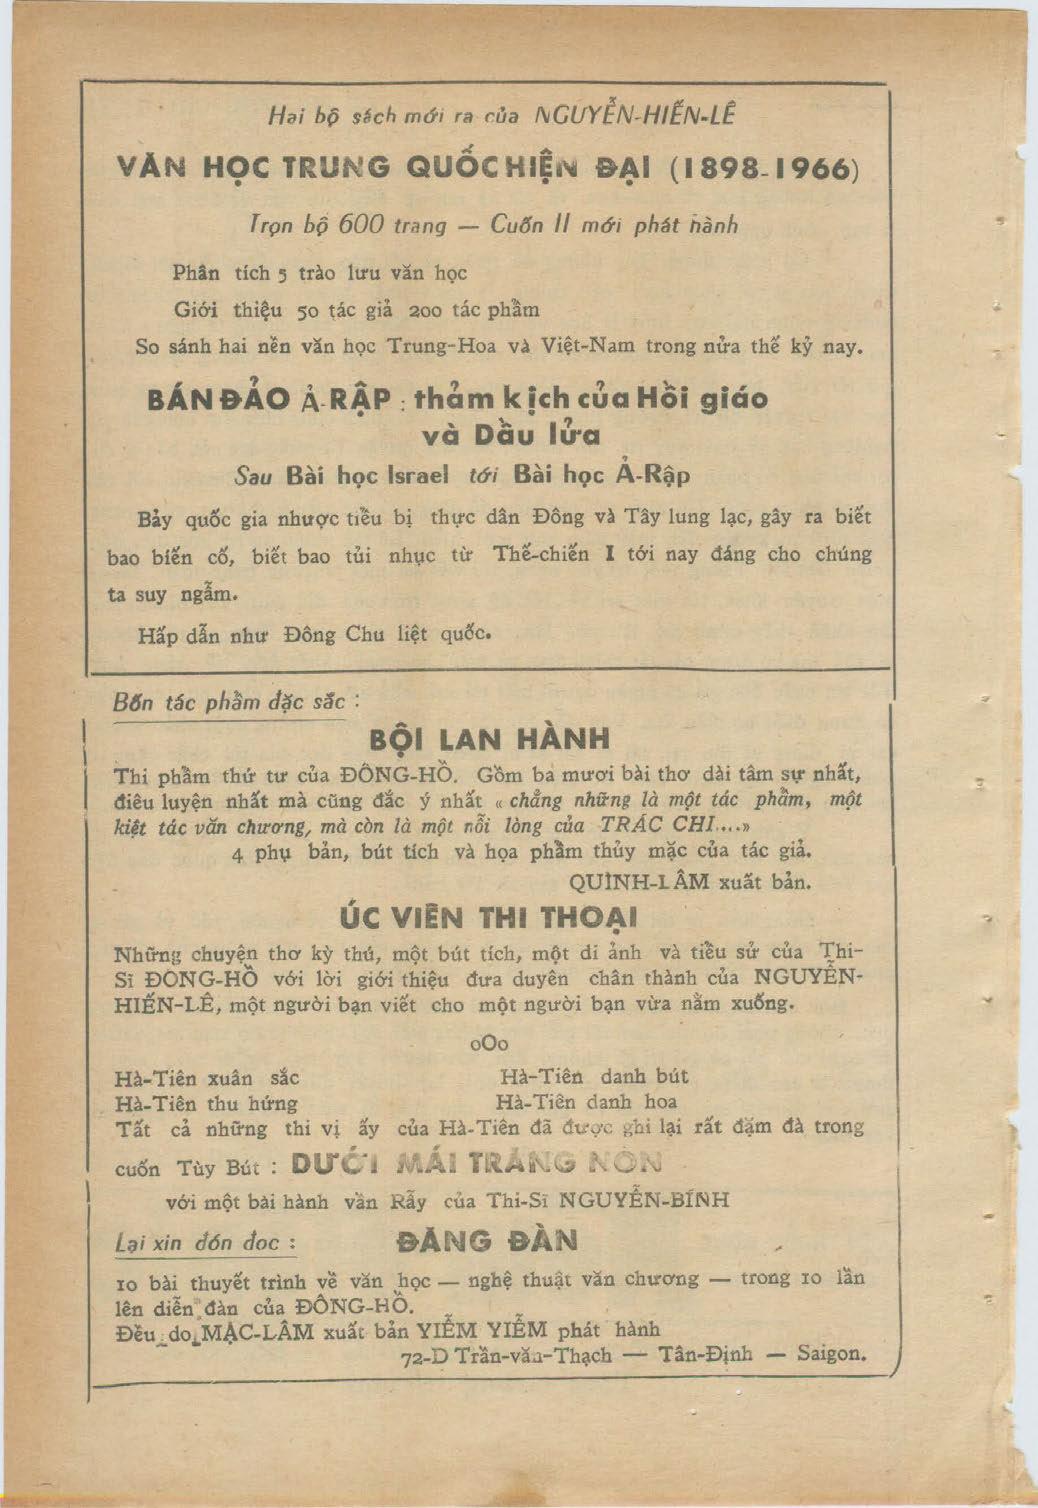 Hai bộ sách mới ra của NGUYỄN-HIẾN-LÊ
VĂN HỌC TRUNG QUỐC HIỆN ĐẠI (1898-1966)
Trọn bộ 600 trang — Cuốn II mới phát hành
Phân tích 5 trào lưu văn học
Giới thiệu 50 tác giả 200 tác phẩm
So sánh hai nền văn học Trung-Hoa và Việt-Nam trong nửa thế kỷ nay.
BÁN ĐẢO Ả-RẬP : thảm kịch của Hồi giáo
và Dầu lửa
Sau Bài học Israel tới Bài học Ả-Rập
Bảy quốc gia nhược tiểu bị thực dân Đông và Tây lung lạc, gây ra biết
bao biến cố, biết bao tủi nhục từ Thế-chiến I tới nay đáng cho chúng
ta suy ngẫm.
Hấp dẫn như Đông Chu liệt quốc.
Bốn tác phẩm đặc sắc :
BỘI LAN HÀNH
Thi phẩm thứ tư của ĐÔNG-HỒ. Gồm ba mươi bài thơ dài tâm sự nhất,
điêu luyện nhất mà cũng đắc ý nhất « chẳng những là một tác phẩm, một
kiệt tác văn chương, mà còn là một nỗi lòng của TRÁC CHI....»
4 phụ bản, bút tích và họa phẩm thủy mặc của tác giả.
QUÌNH-LÂM xuất bản.
ÚC VIÊN THI THOẠI
Những chuyện thơ kỳ thú, một bút tích, một di ảnh và tiểu sử của Thi-
Sĩ ĐÔNG-HỒ với lời giới thiệu đưa duyên chân thành của NGUYỄN-
HIẾN-LÊ, một người bạn viết cho một người bạn vừa nằm xuống.
oOo
Hà-Tiên xuân sắc Hà-Tiên danh bút
Hà-Tiên thu hứng Hà-Tiên danh hoa
Tất cả những thi vị ấy của Hà-Tiên đã được ghi lại rất đặm đà trong
cuốn Tùy Bút : DƯỚI MÁI TRĂNG NON
với một bài hành vần Rẫy của Thi-Sĩ NGUYỄN-BÍNH
Lại xin đón đoc : ĐĂNG ĐÀN
10 bài thuyết trình về văn học — nghệ thuật văn chương — trong 10 lần
lên diễn đàn của ĐÔNG-HỒ.
Đều do MẶC-LÂM xuất bản YIỄM YIỄM phát hành
72-D Trần-văn-Thạch — Tân-Định — Saigon.